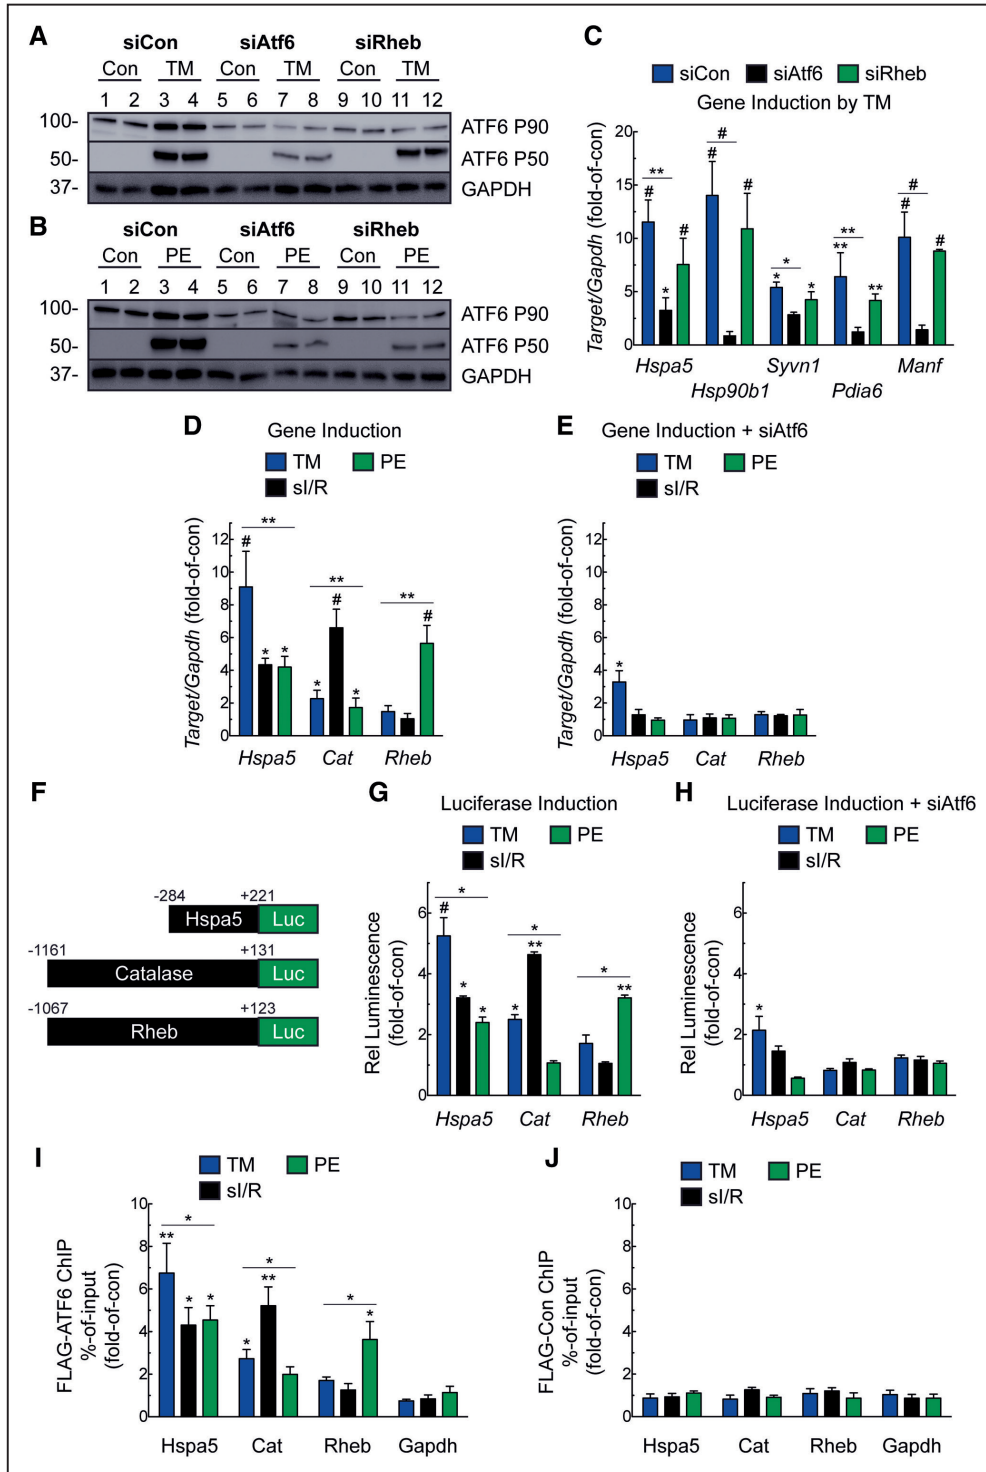 A
siCon siAtf6 siRheb
Con TM Con TM Con TM
1 2 3 4 5 6 7 8 9 10 11 12
100- ATF6 P90
50- ATF6 P50
37- GAPDH
B
siCon siAtf6 siRheb
Con PE Con PE Con PE
1 2 3 4 5 6 7 8 9 10 11 12
100- ATF6 P90
50- ATF6 P50
37- GAPDH
C
siCon siAtf6 siRheb
Gene Induction by TM
Target/Gapdh (fold-of-con)
20
15
10
5
0
** # * #
# # #
* * *
** ** **
# # #
Hspa5 Syvn1 Manf
Hsp90b1 Pdia6
D
Gene Induction
TM PE
sI/R
Target/Gapdh (fold-of-con)
12
10
8
6
4
2
0
** # * *
** * # *
** #
Hspa5 Cat Rheb
E
Gene Induction + siAtf6
TM PE
sI/R
Target/Gapdh (fold-of-con)
12
10
8
6
4
2
0
*
Hspa5 Cat Rheb
F
-284 +221
Hspa5 Luc
-1161 +131
Catalase Luc
-1067 +123
Rheb Luc
G
Luciferase Induction
TM PE
sI/R
Rel Luminescence
(fold-of-con)
6
4
2
0
* # * *
* * **
* **
Hspa5 Cat Rheb
H
Luciferase Induction + siAtf6
TM PE
sI/R
Rel Luminescence
(fold-of-con)
6
4
2
0
*
Hspa5 Cat Rheb
I
TM PE
sI/R
FLAG-ATF6 ChIP
%-of-input
(fold-of-con)
10
8
6
4
2
0
* ** * *
* * **
* *
Hspa5 Cat Rheb Gapdh
J
TM PE
sI/R
FLAG-Con ChIP
%-of-input
(fold-of-con)
10
8
6
4
2
0
Hspa5 Cat Rheb Gapdh